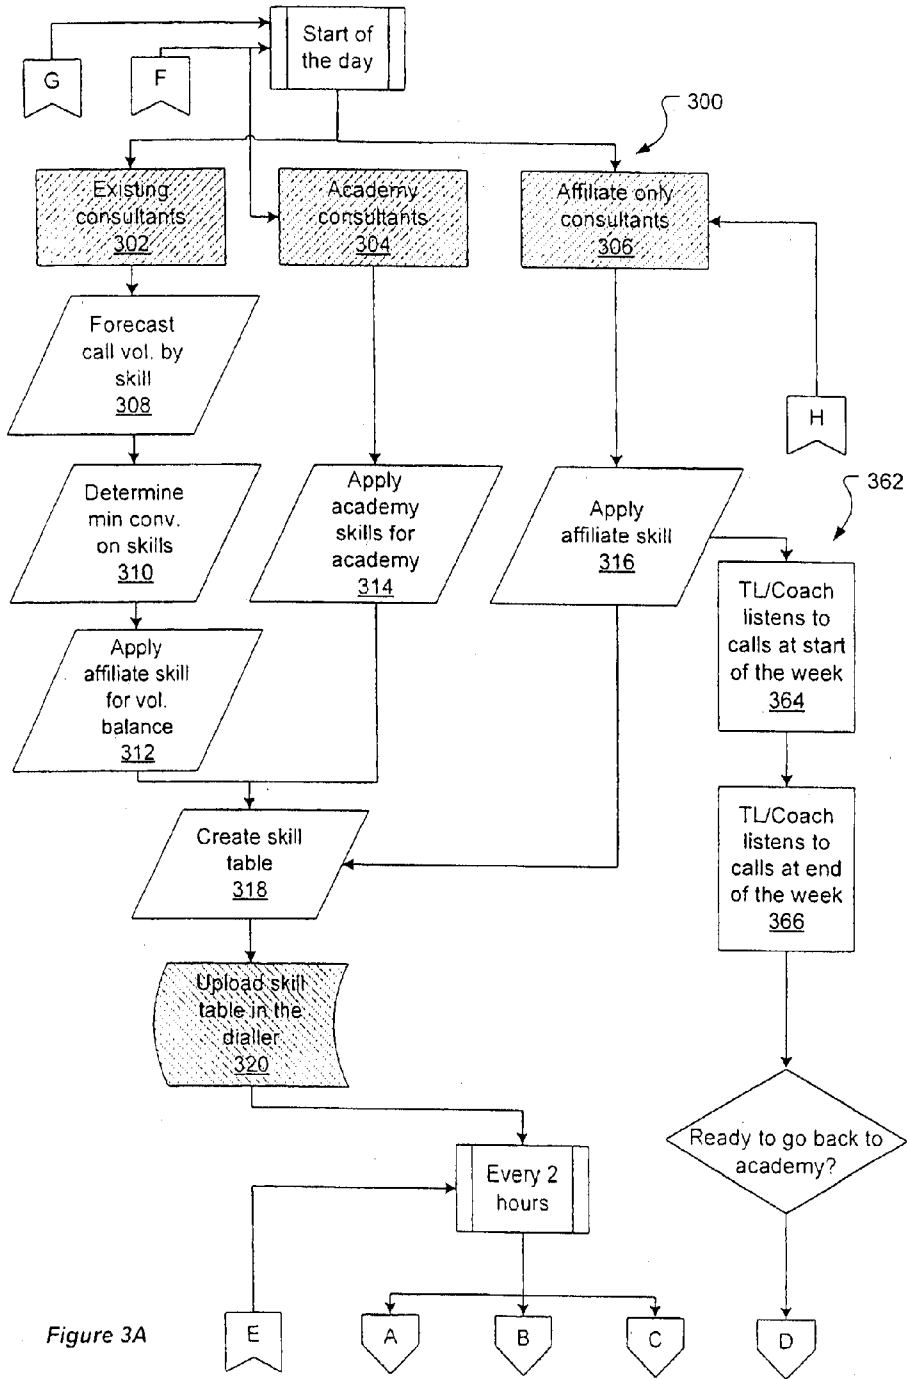 Start of
the day
G
F
300
Existing
consultants
302
Academy
consultants
304
Affiliate only
consultants
306
Forecast
call vol. by
skill
308
H
362
Determine
min conv.
on skills
310
Apply
academy
skills for
academy
314
Apply
affiliate skill
316
TL/Coach
listens to
calls at start
of the week
364
Apply
affiliate skill
for vol.
balance
312
TL/Coach
listens to
calls at end
of the week
366
Create skill
table
318
Upload skill
table in the
dialler
320
Ready to go back to
academy?
Every 2
hours
E
A
B
C
D
Figure 3A